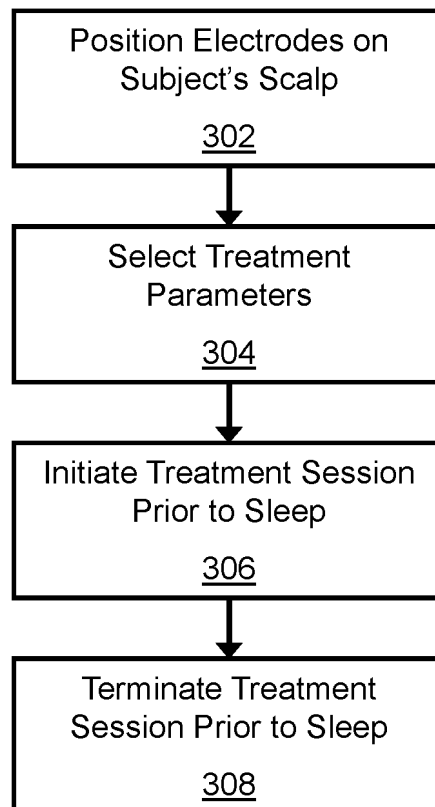 Position Electrodes on
Subject's Scalp
302
Select Treatment
Parameters
304
Initiate Treatment Session
Prior to Sleep
306
Terminate Treatment
Session Prior to Sleep
308